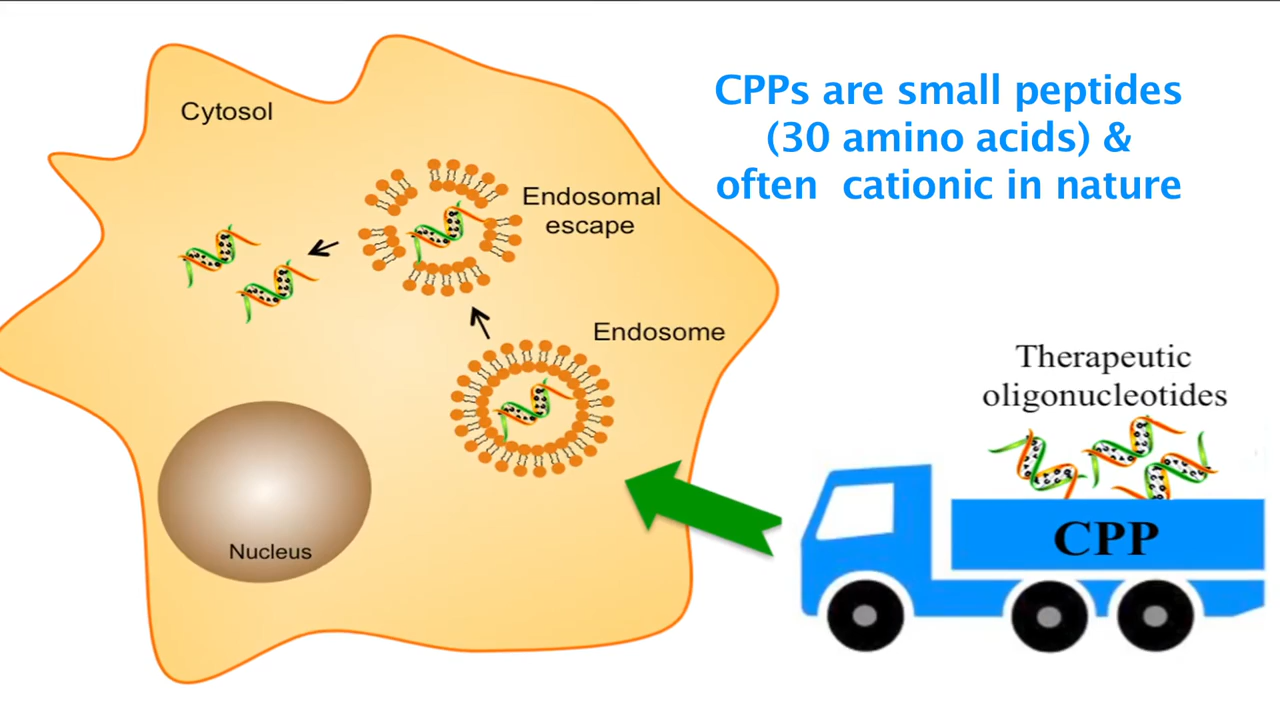 CPPs are small peptides
(30 amino acids) &
often  cationic in nature
Cytosol
Endosomal
escape
Endosome
Nucleus
Therapeutic
oligonucleotides
CPP